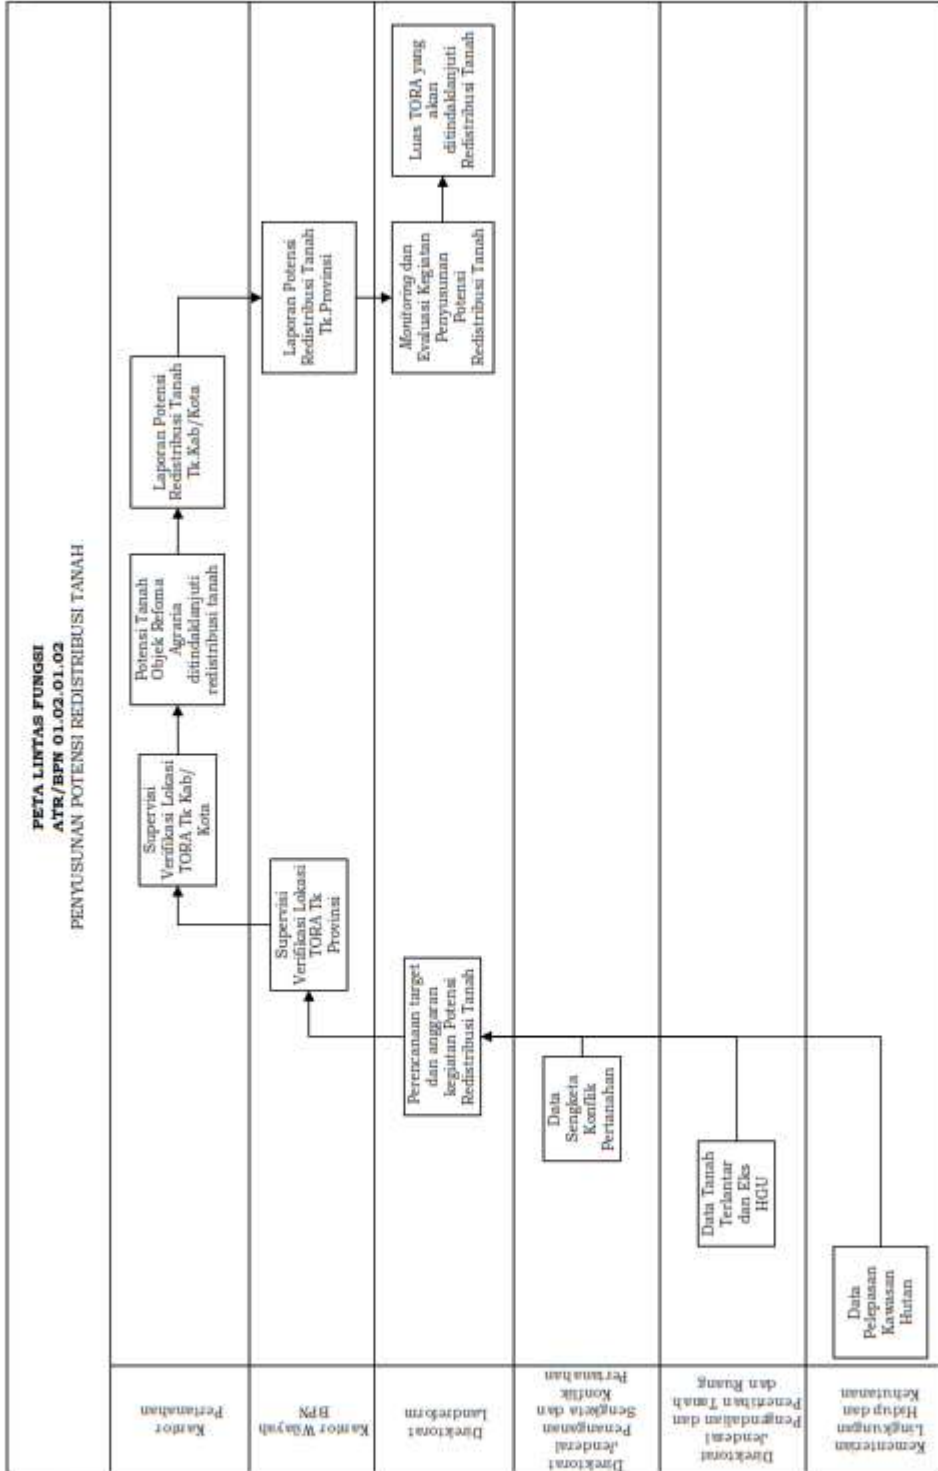 PETA LINTAS FUNGSI
ATR/BPN 01.02.01.02
PENYUSUNAN POTENSI REDISTRIBUSI TANAH
Kantor
Pertanahan
Supervisi
Verifikasi Lokasi
TORA Tk Kab/
Kota
Potensi Tanah
Objek Refoma
Agraria
ditindaklanjuti
redistribusi tanah
Laporan Potensi
Redistribusi Tanah
Tk.Kab/Kota
Kantor Wilayah
BPN
Supervisi
Verifikasi Lokasi
TORA Tk
Provinsi
Laporan Potensi
Redistribusi Tanah
Tk.Provinsi
Direktorat
Landreform
Perencanaan target
dan anggaran
kegiatan Potensi
Redistribusi Tanah
Monitoring dan
Evaluasi Kegiatan
Penyusunan
Potensi
Redistribusi Tanah
Luas TORA yang
akan
ditindaklanjuti
Redistribusi Tanah
Direktorat
Jenderal
Penanganan
Sengketa dan
Konflik
Pertanahan
Data
Sengketa
Konflik
Pertanahan
Direktorat
Jenderal
Pengendalian dan
Penertiban Tanah
dan Ruang
Data Tanah
Terlantar
dan Eks
HGU
Kementerian
Lingkungan
Hidup dan
Kehutanan
Data
Pelepasan
Kawasan
Hutan